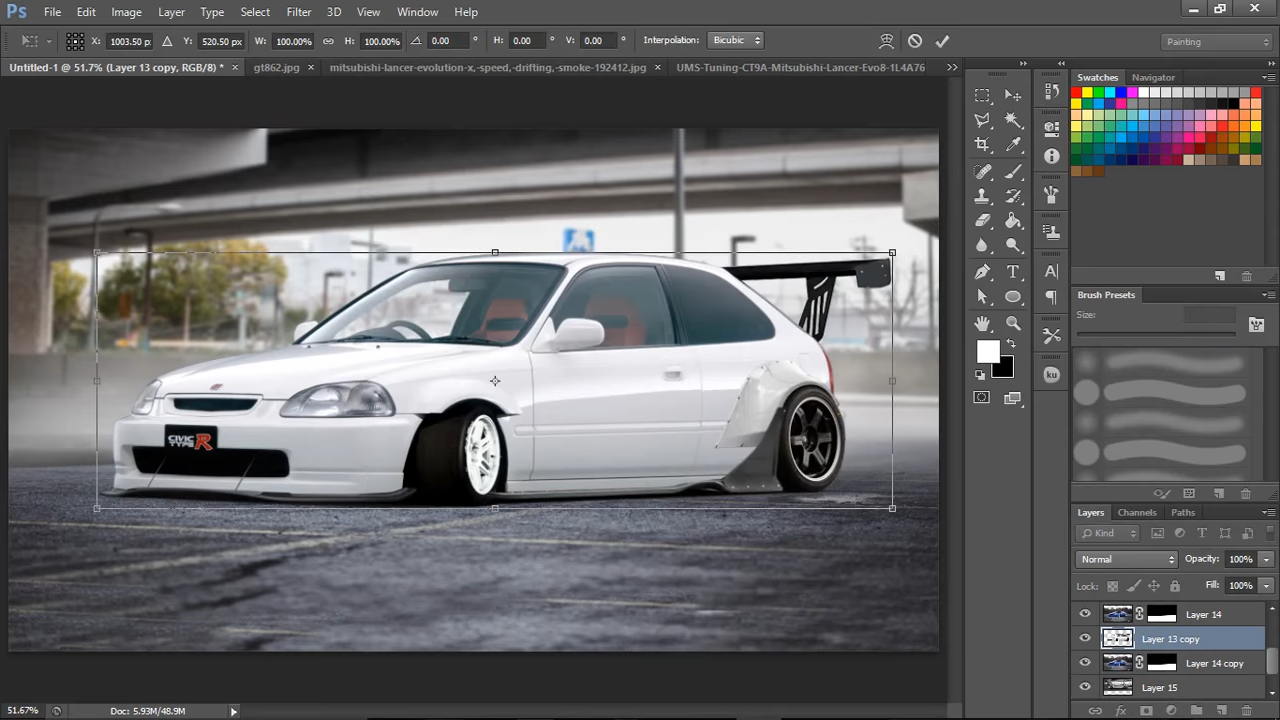 Ps File Edit Image Layer Type Select Filter 3D View Window Help
X: 1003.50 px Y: 520.50 px W: 100.00% H: 100.00% 0.00 ° H: 0.00 ° V: 0.00 ° Interpolation: Bicubic Painting
Untitled-1 @ 51.7% (Layer 13 copy, RGB/8) * × gt862.jpg × mitsubishi-lancer-evolution-x,-speed,-drifting,-smoke-192412.jpg × UMS-Tuning-CT9A-Mitsubishi-Lancer-Evo8-1L4A76
Swatches Navigator
Brush Presets
Size:
ku
CIVIC
TYPE R
Layers Channels Paths
Kind
Normal Opacity: 100%
Lock: Fill: 100%
Layer 14
Layer 13 copy
Layer 14 copy
Layer 15
51.67% Doc: 5.93M/48.9M